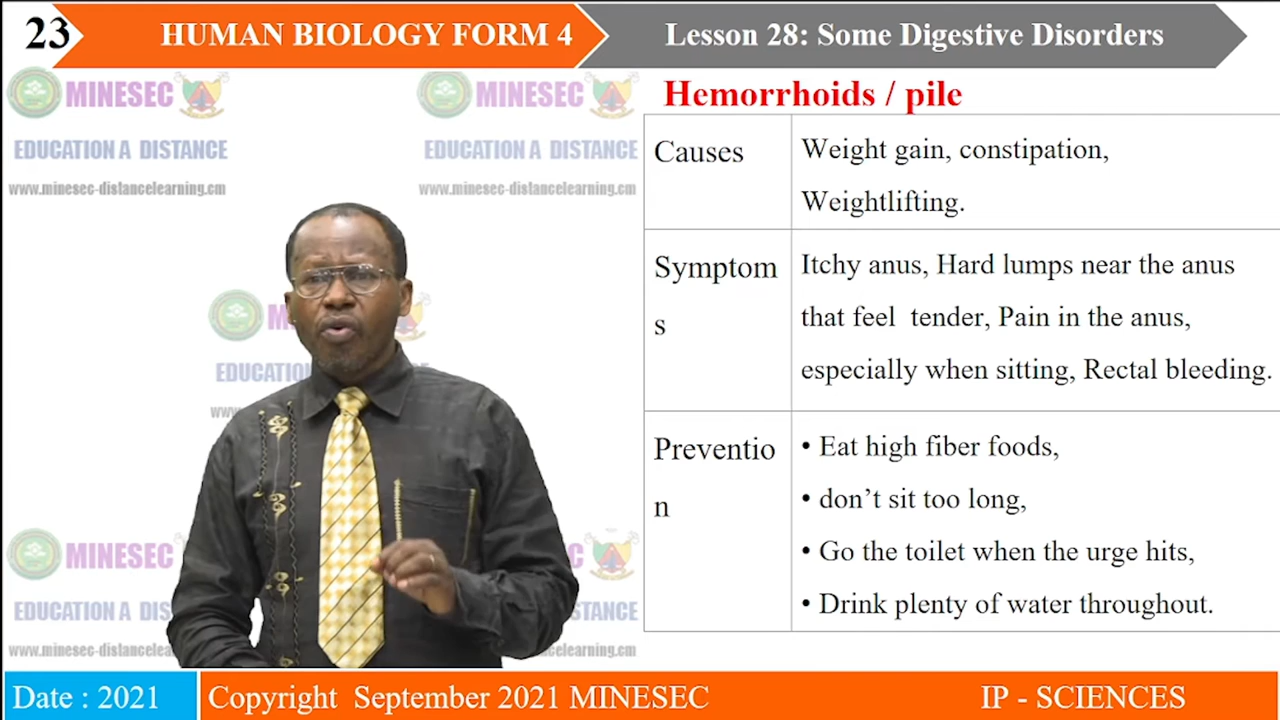 23
HUMAN BIOLOGY FORM 4
Lesson 28: Some Digestive Disorders
MINESEC
EDUCATION A DISTANCE
www.minesec-distancelearning.cm
MINESEC
EDUCATION A DISTANCE
www.minesec-distancelearning.cm
Hemorrhoids / pile
Causes
Weight gain, constipation,
Weightlifting.
Symptom
s
Itchy anus, Hard lumps near the anus
that feel tender, Pain in the anus,
especially when sitting, Rectal bleeding.
Preventio
n
• Eat high fiber foods,
• don’t sit too long,
• Go the toilet when the urge hits,
• Drink plenty of water throughout.
MINESEC
Date : 2021
Copyright September 2021 MINESEC
IP - SCIENCES